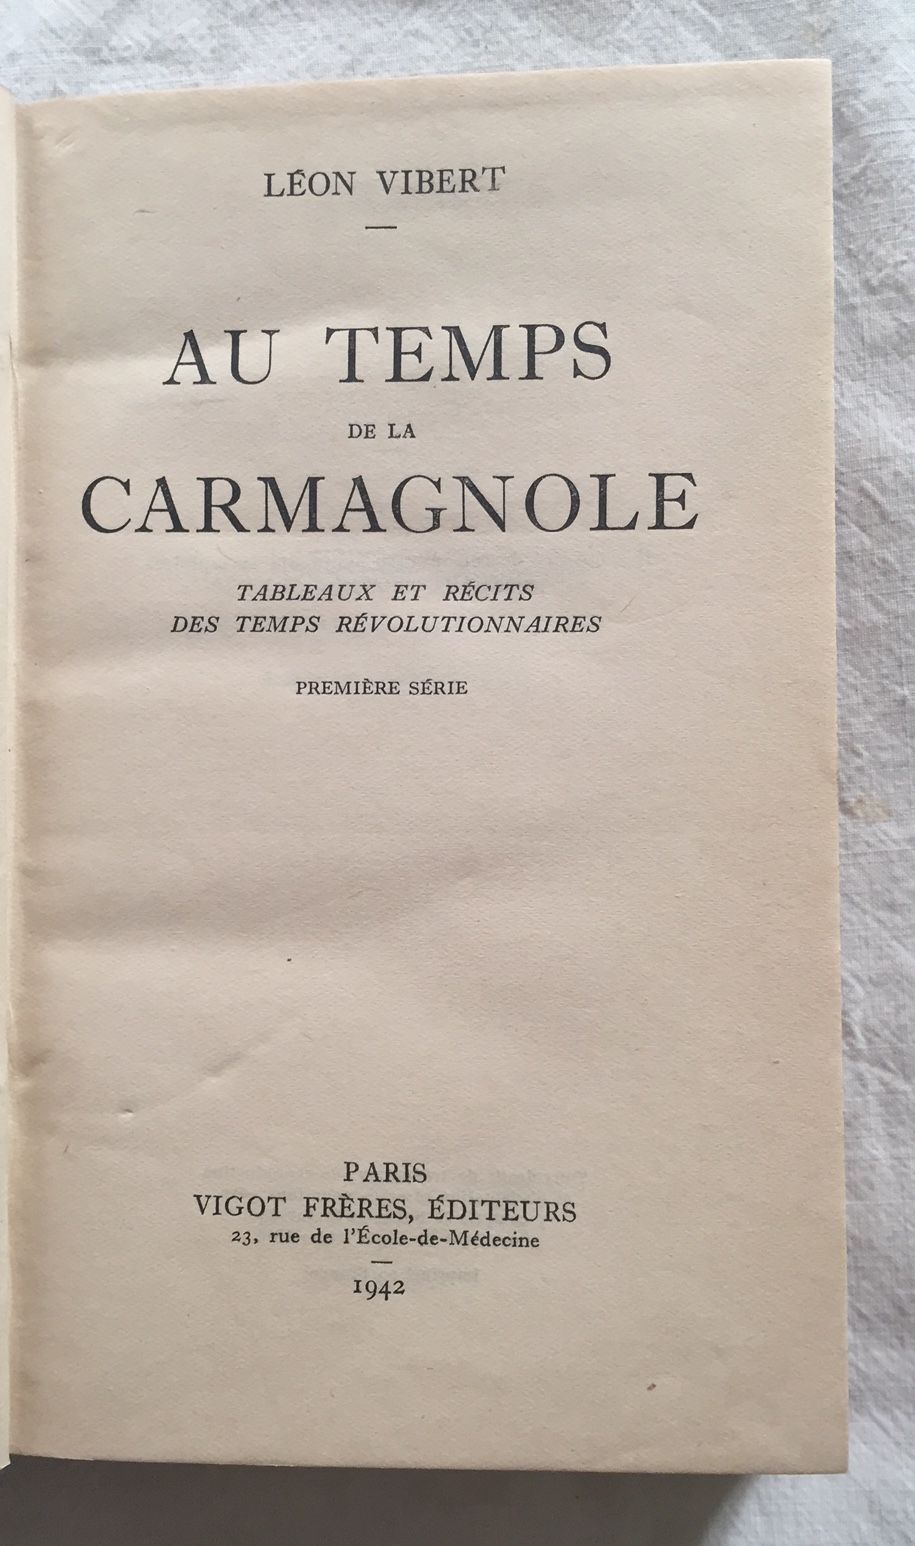 LÉON VIBERT
AU TEMPS
DE LA
CARMAGNOLE
TABLEAUX ET RÉCITS
DES TEMPS RÉVOLUTIONNAIRES
PREMIÈRE SÉRIE
PARIS
VIGOT FRÈRES, ÉDITEURS
23, rue de l'École-de-Médecine
1942